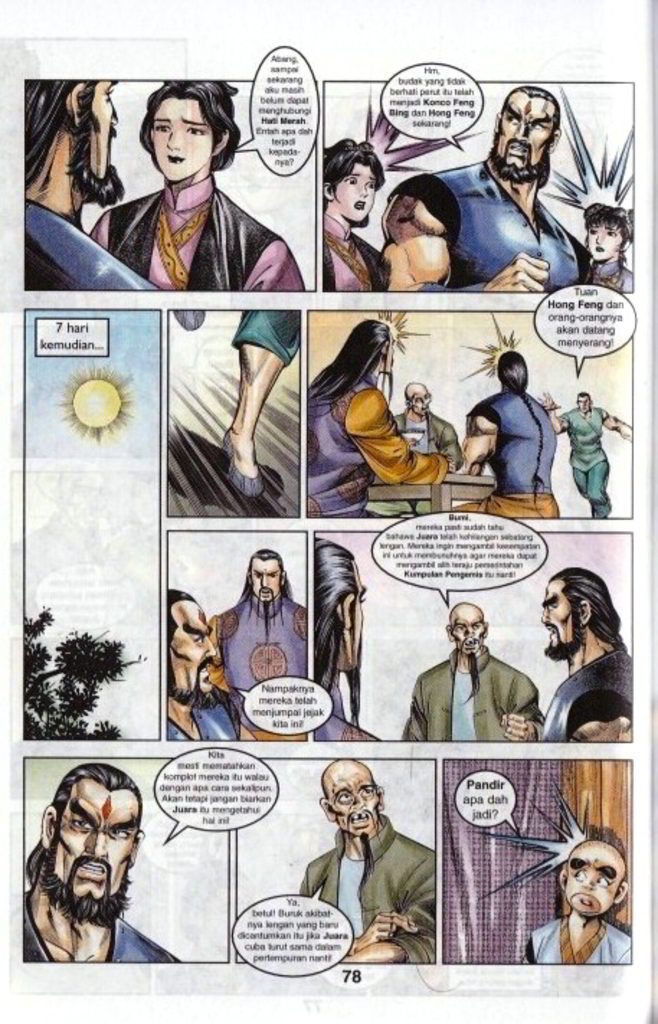 Abang,
sampai
sekarang
aku masih
belum dapat
menghubungi
Hati Merah.
Entah apa dah
terjadi
kepada-
nya?
Hm,
budak yang tidak
berhati perut itu telah
menjadi Konco Feng
Bing dan Hong Feng
sekarang!
7 hari
kemudian...
Tuan
Hong Feng dan
orang-orangnya
akan datang
menyerang!
Nampaknya
mereka telah
menjumpai jejak
kita!
Bumi,
mereka pasti sudah tahu
bahawa Juara telah kehilangan sebatang
lengan. Mereka ingin mengambil kesempatan
ini untuk membunuhnya agar mereka dapat
mengambil alih teraju pemerintahan
Kumpulan Pengemis itu nanti!
Kita
mesti mematahkan
komplot mereka itu walau
dengan apa cara sekalipun.
Akan tetapi jangan biarkan
Juara itu mengetahui
hal ini!
Ya,
betul! Buruk akibat-
nya lengan yang baru
dicantumkan itu jika Juara
cuba turut sama dalam
pertempuran nanti!
Pandir
apa dah
jadi?
78